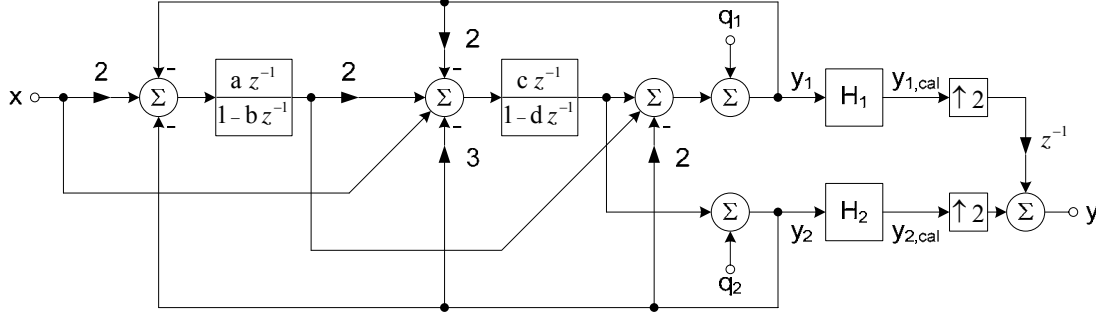 q₁
2
2
2
2
x
Σ
-
-
a z⁻¹
1 - b z⁻¹
Σ
-
-
c z⁻¹
1 - d z⁻¹
Σ
-
Σ
y₁
H₁
y₁,cal
↑ 2
z⁻¹
3
2
Σ
y₂
H₂
y₂,cal
↑ 2
Σ
y
q₂